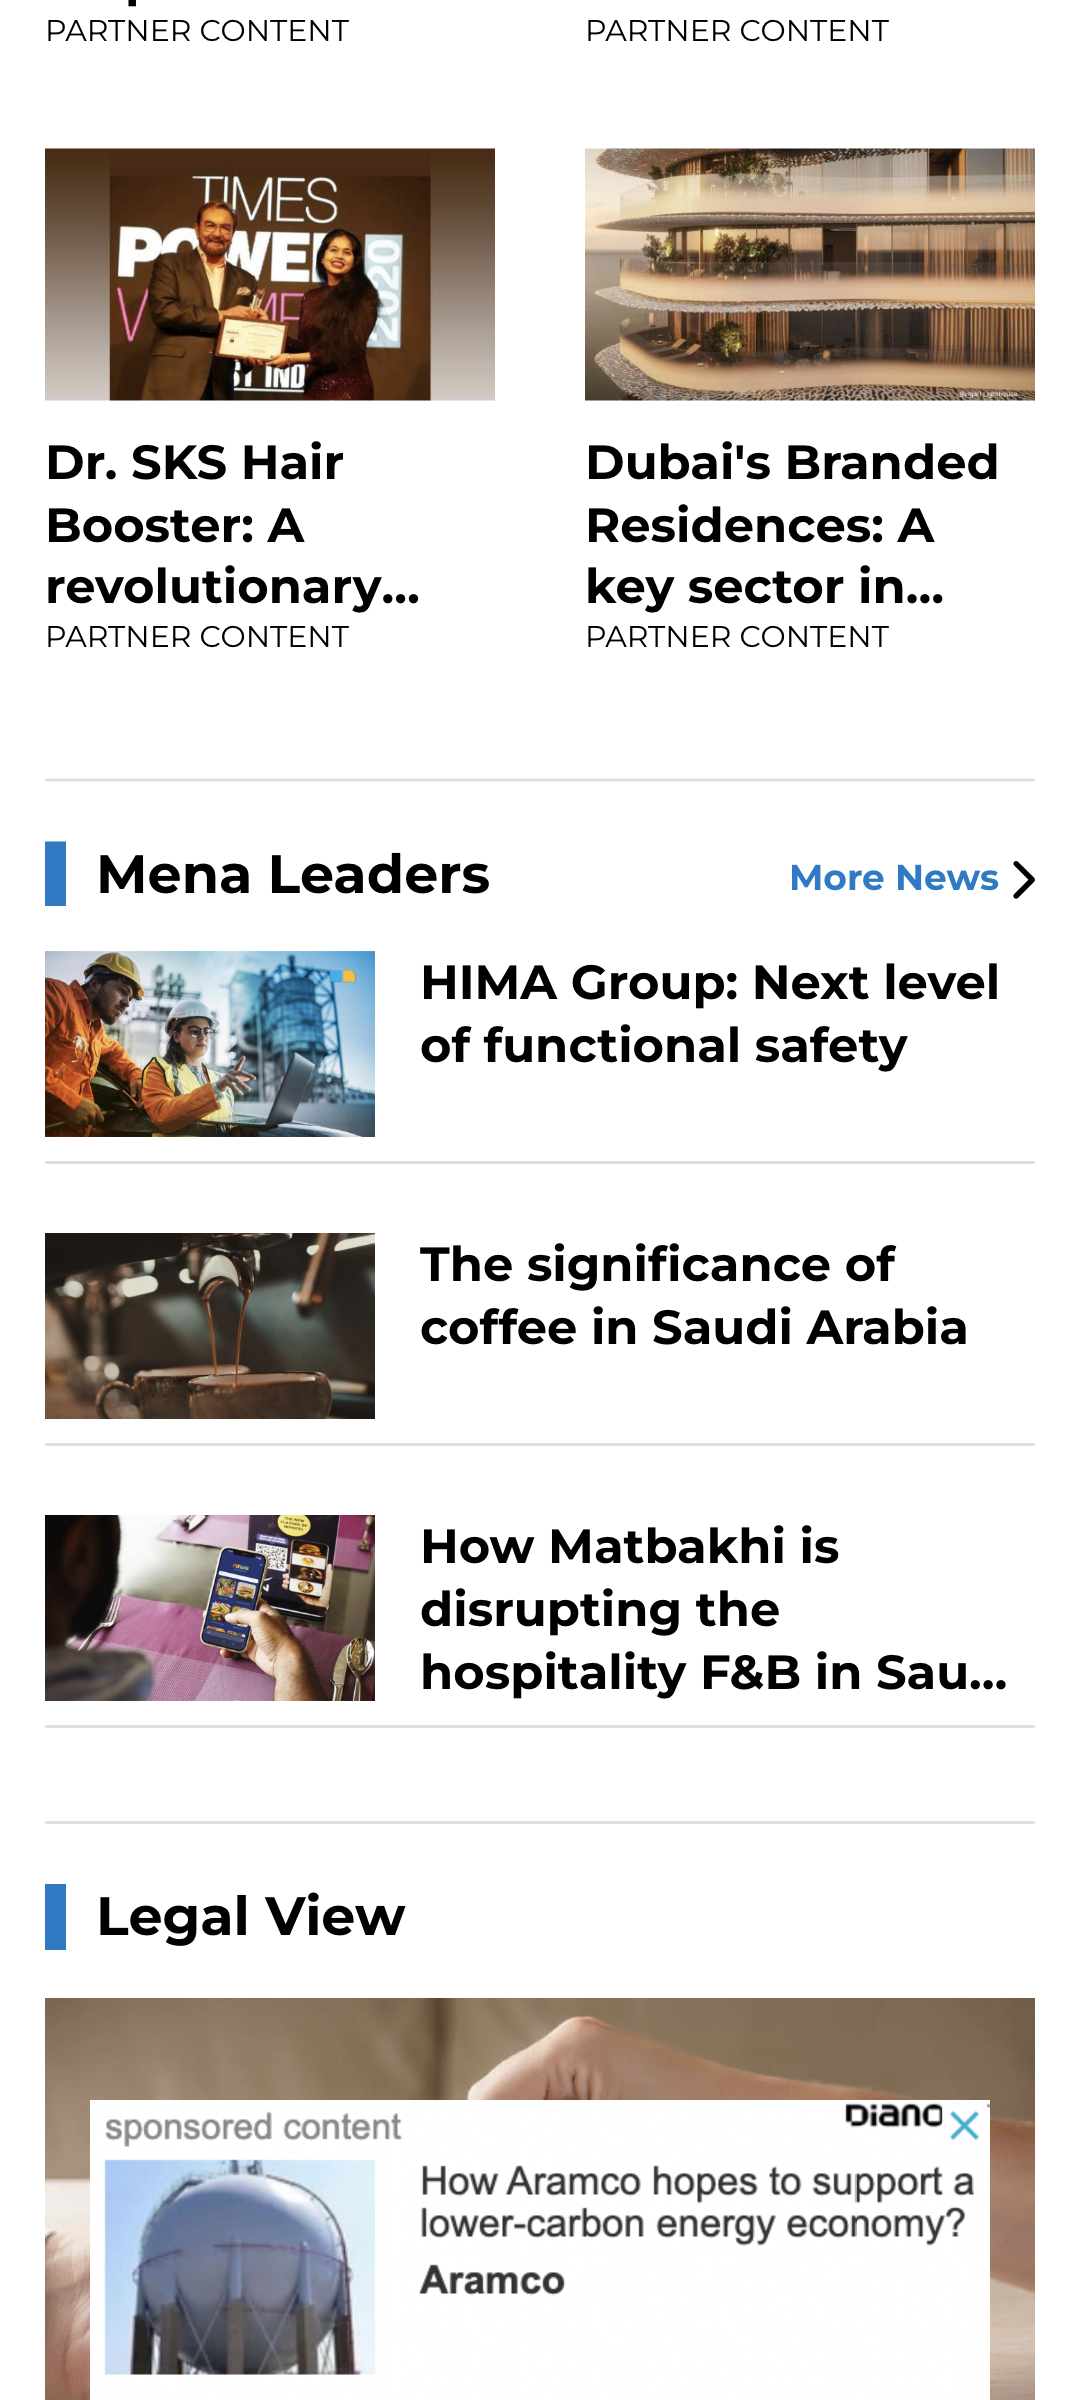 PARTNER CONTENT
PARTNER CONTENT
TIMES
POWER
2020
Dr. SKS Hair
Booster: A
revolutionary...
PARTNER CONTENT
Dubai's Branded
Residences: A
key sector in...
PARTNER CONTENT
Mena Leaders
More News
HIMA Group: Next level
of functional safety
The significance of
coffee in Saudi Arabia
How Matbakhi is
disrupting the
hospitality F&B in Sau...
Legal View
sponsored content
How Aramco hopes to support a
lower-carbon energy economy?
Aramco